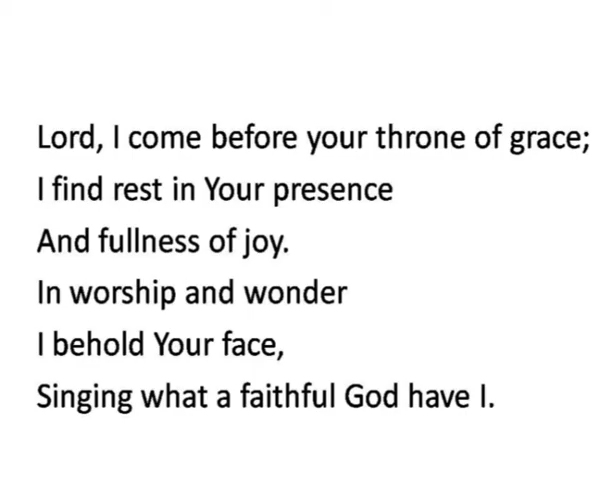 Lord, I come before your throne of grace;
I find rest in Your presence
And fullness of joy.
In worship and wonder
I behold Your face,
Singing what a faithful God have I.